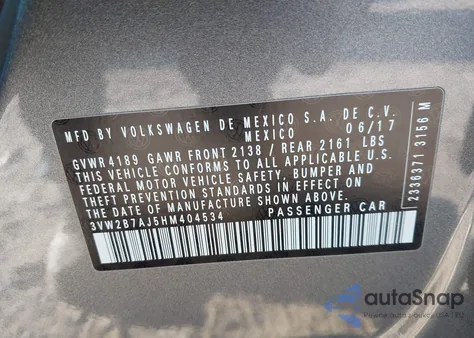 MFD BY VOLKSWAGEN DE MEXICO S.A. DE C.V.
MEXICO 06/17
GVWR 4189 GAWR FRONT 2138 / REAR 2161 LBS
THIS VEHICLE CONFORMS TO ALL APPLICABLE U.S.
FEDERAL MOTOR VEHICLE SAFETY, BUMPER AND
THEFT PREVENTION STANDARDS IN EFFECT ON THE
DATE OF MANUFACTURE SHOWN ABOVE.
3VW2B7AJ5HM404534 PASSENGER CAR
2336371 3156 M
autoSnap